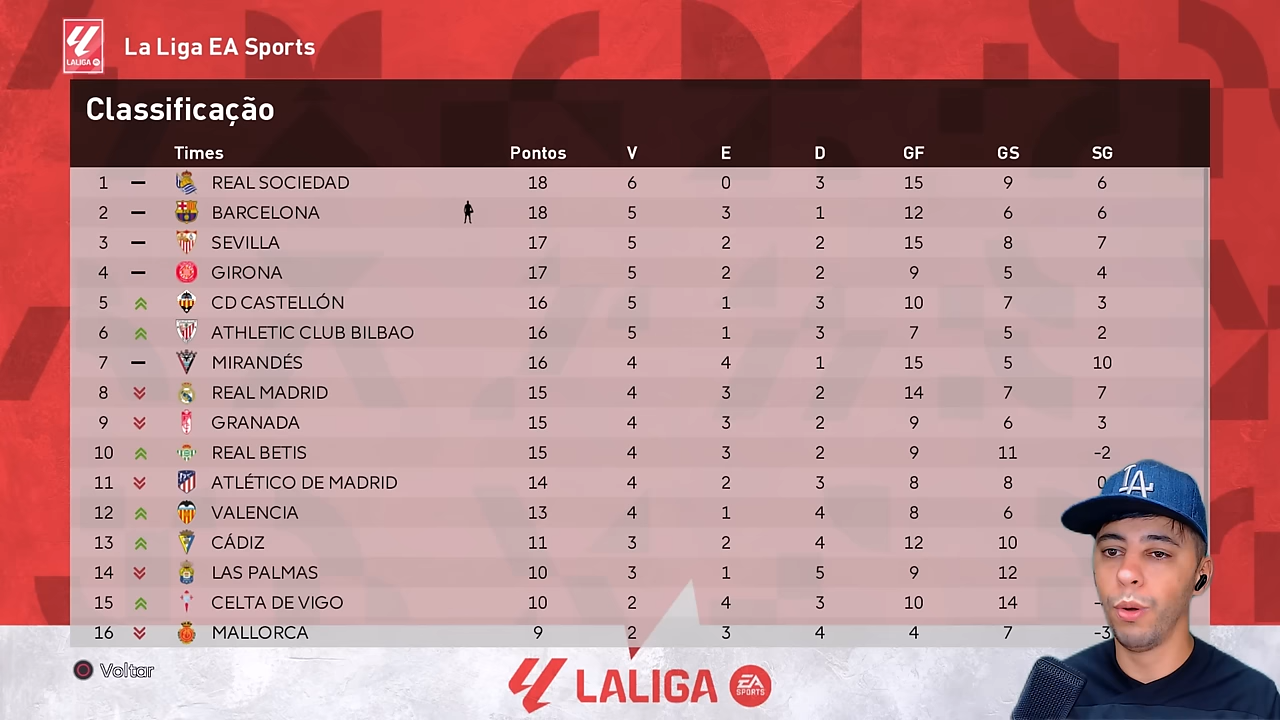 La Liga EA Sports
LALIGA
Classificação
Times Pontos V E D GF GS SG
1 REAL SOCIEDAD 18 6 0 3 15 9 6
2 BARCELONA 18 5 3 1 12 6 6
3 SEVILLA 17 5 2 2 15 8 7
4 GIRONA 17 5 2 2 9 5 4
5 CD CASTELLÓN 16 5 1 3 10 7 3
6 ATHLETIC CLUB BILBAO 16 5 1 3 7 5 2
7 MIRANDÉS 16 4 4 1 15 5 10
8 REAL MADRID 15 4 3 2 14 7 7
9 GRANADA 15 4 3 2 9 6 3
10 REAL BETIS 15 4 3 2 9 11 -2
11 ATLÉTICO DE MADRID 14 4 2 3 8 8 0
12 VALENCIA 13 4 1 4 8 6
13 CÁDIZ 11 3 2 4 12 10
14 LAS PALMAS 10 3 1 5 9 12
15 CELTA DE VIGO 10 2 4 3 10 14
16 MALLORCA 9 2 3 4 4 7 -3
Voltar
LALIGA EA SPORTS
LA